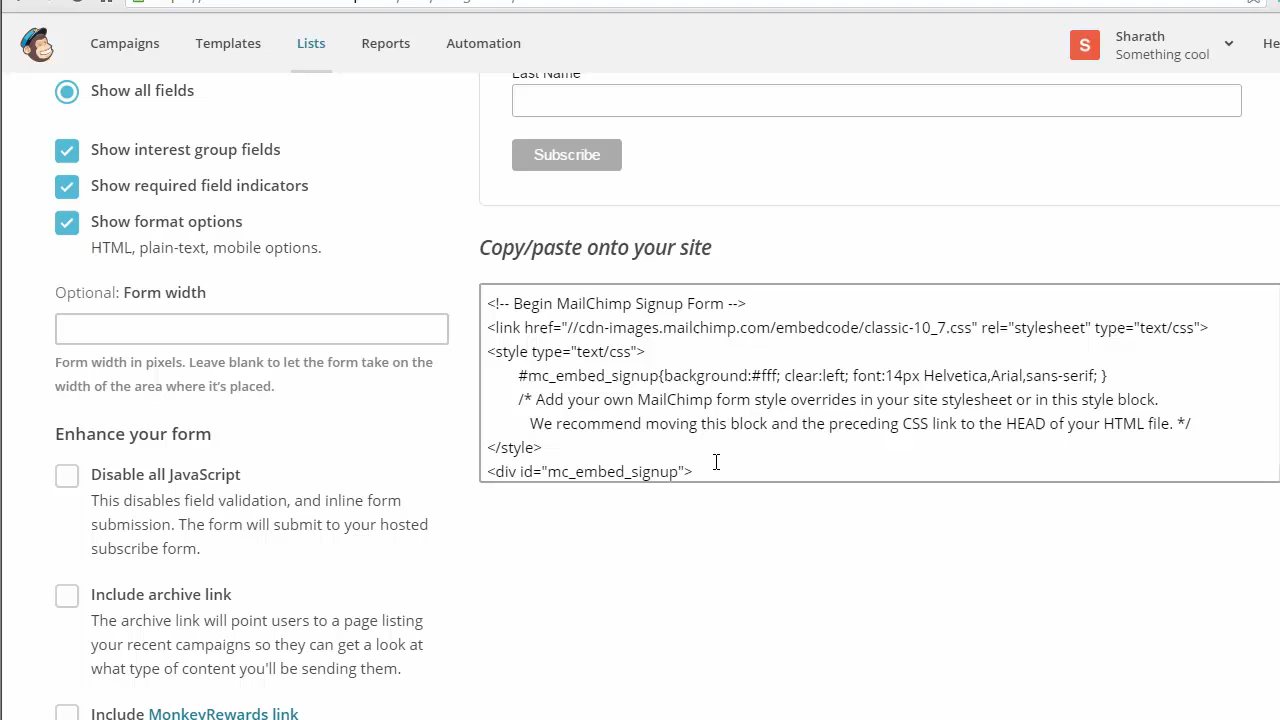 Campaigns Templates Lists Reports Automation
S
Sharath
Something cool
Show all fields
Show interest group fields
Show required field indicators
Show format options
HTML, plain-text, mobile options.
Optional: Form width
Form width in pixels. Leave blank to let the form take on the
width of the area where it's placed.
Enhance your form
Disable all JavaScript
This disables field validation, and inline form
submission. The form will submit to your hosted
subscribe form.
Include archive link
The archive link will point users to a page listing
your recent campaigns so they can get a look at
what type of content you'll be sending them.
Include MonkeyRewards link
Last Name
Subscribe
Copy/paste onto your site
<!-- Begin MailChimp Signup Form -->
<link href="//cdn-images.mailchimp.com/embedcode/classic-10_7.css" rel="stylesheet" type="text/css">
<style type="text/css">
#mc_embed_signup{background:#fff; clear:left; font:14px Helvetica,Arial,sans-serif; }
/* Add your own MailChimp form style overrides in your site stylesheet or in this style block.
We recommend moving this block and the preceding CSS link to the HEAD of your HTML file. */
</style>
<div id="mc_embed_signup">